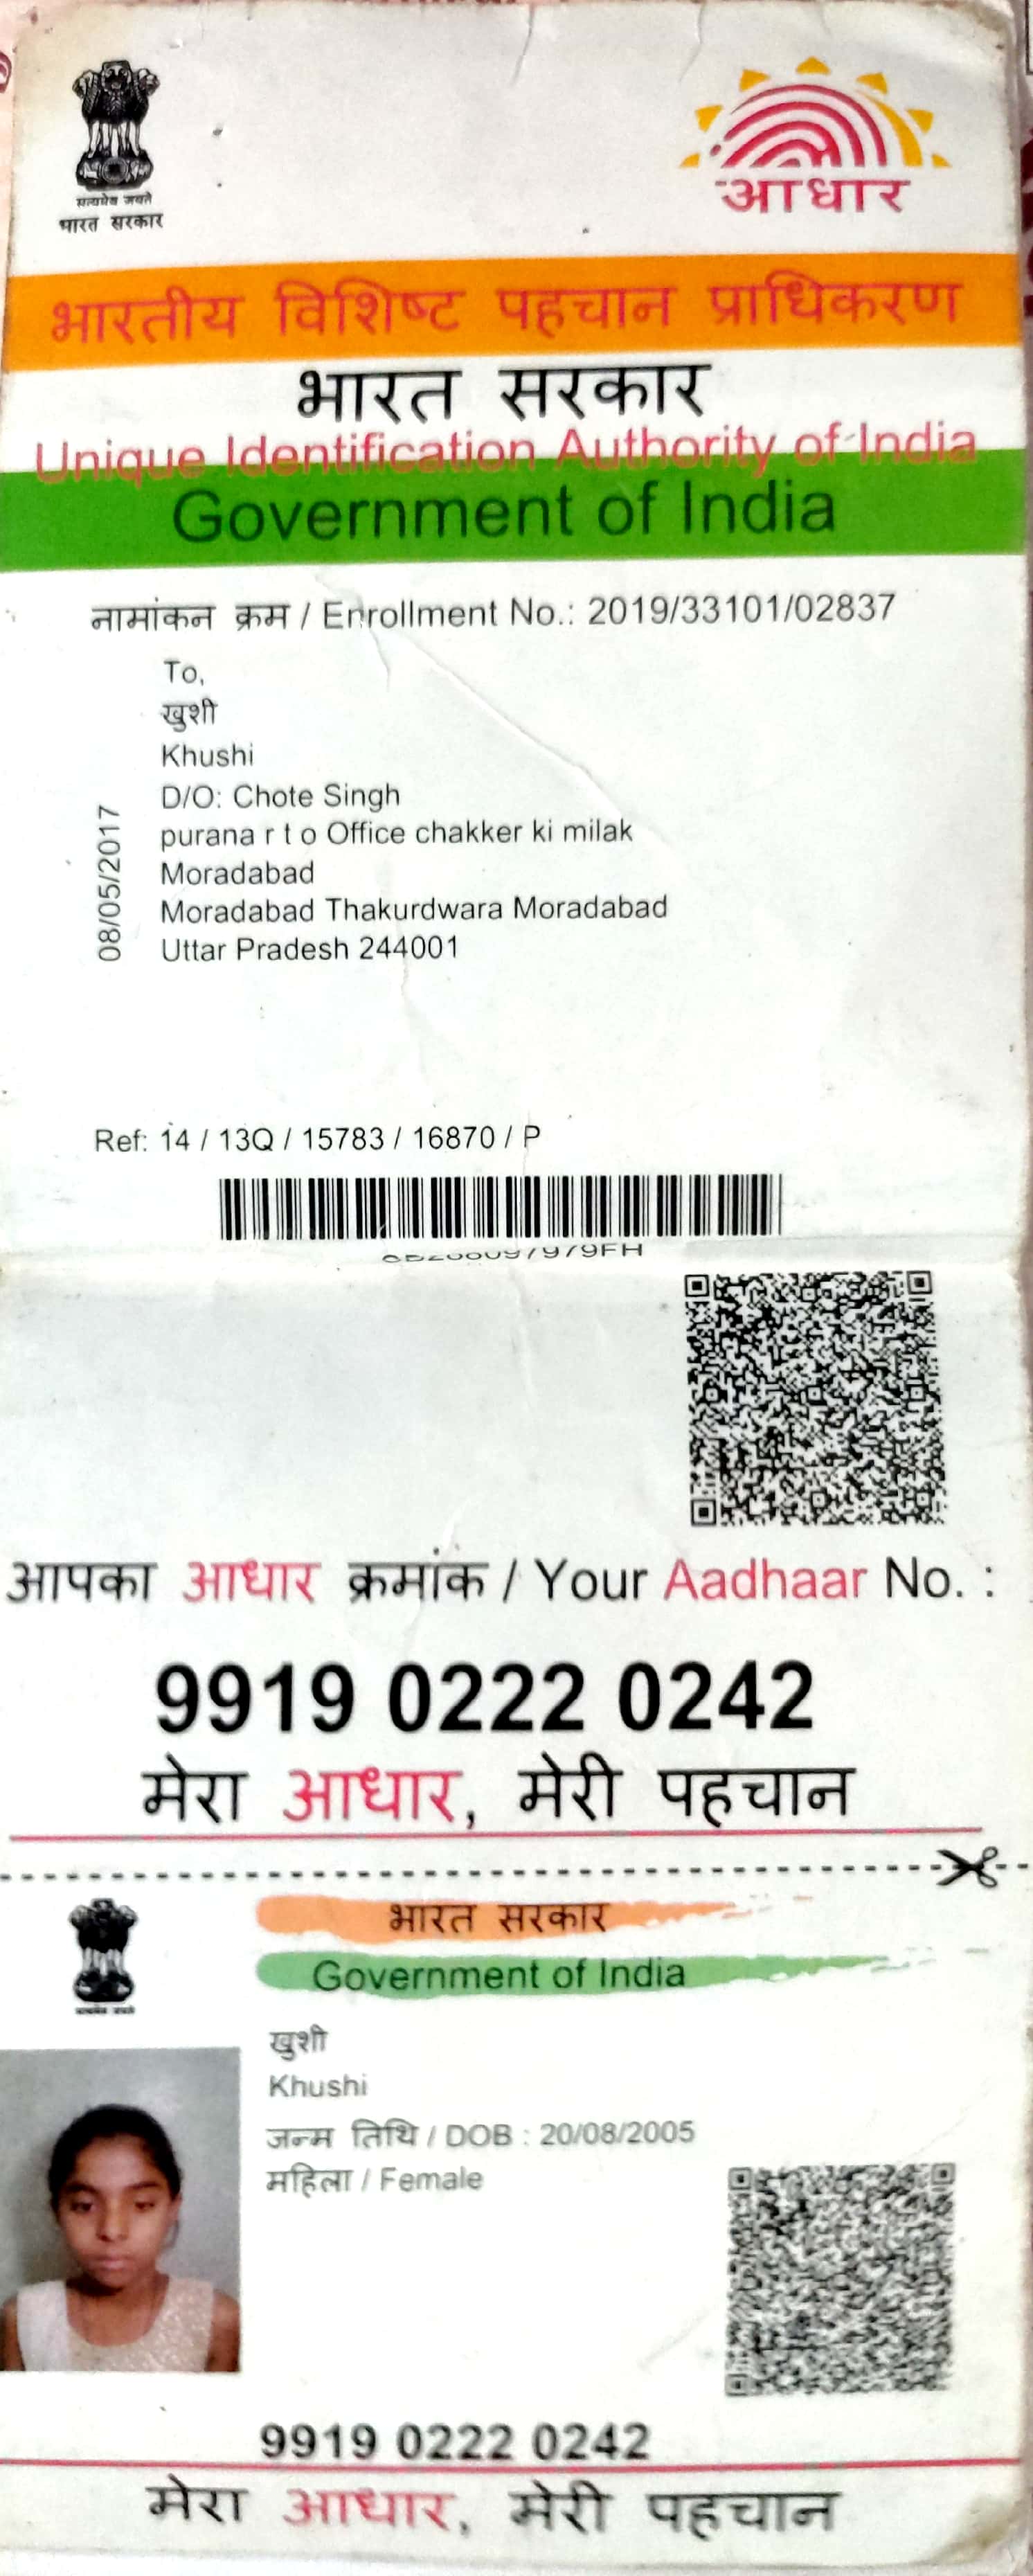 सत्यमेव जयते
भारत सरकार
आधार
भारतीय विशिष्ट पहचान प्राधिकरण
भारत सरकार
Unique Identification Authority of India
Government of India
नामांकन क्रम / Enrollment No.: 2019/33101/02837
To,
खुशी
Khushi
D/O: Chote Singh
purana r t o Office chakker ki milak
Moradabad
Moradabad Thakurdwara Moradabad
Uttar Pradesh 244001
08/05/2017
Ref: 14 / 13Q / 15783 / 16870 / P
आपका आधार क्रमांक / Your Aadhaar No. :
9919 0222 0242
मेरा आधार, मेरी पहचान
भारत सरकार
Government of India
खुशी
Khushi
जन्म तिथि / DOB : 20/08/2005
महिला / Female
9919 0222 0242
मेरा आधार, मेरी पहचान